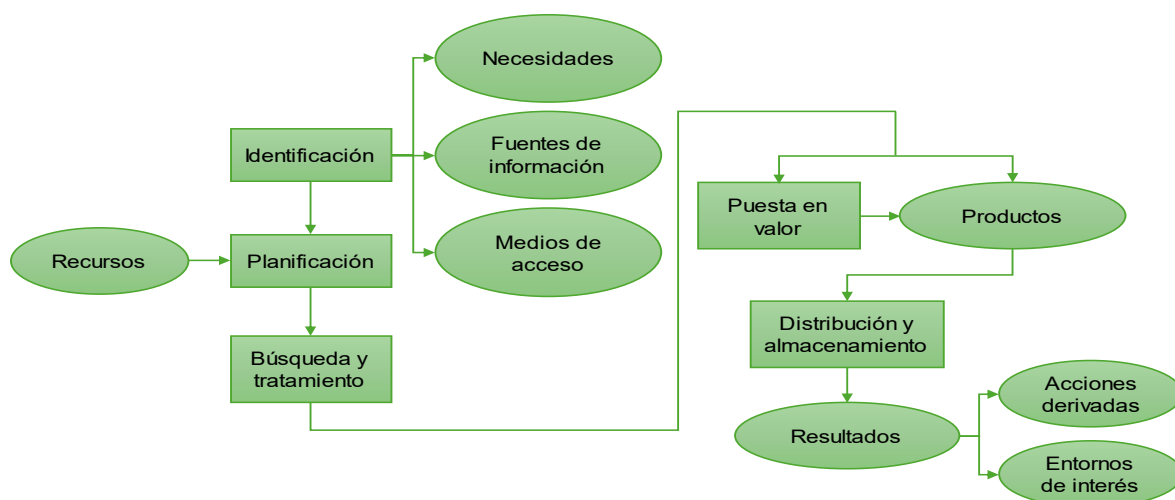 Necesidades
Identificación
Fuentes de
información
Medios de
acceso
Recursos
Planificación
Búsqueda y
tratamiento
Puesta en
valor
Productos
Distribución y
almacenamiento
Resultados
Acciones
derivadas
Entornos
de interés